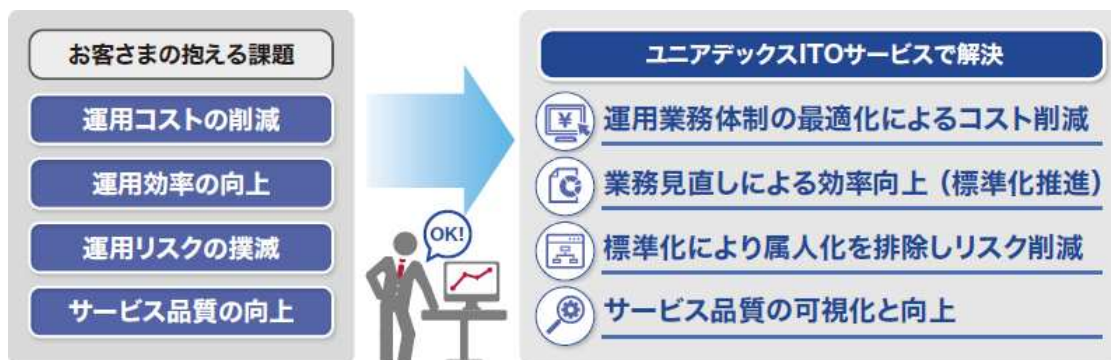 お客さまの抱える課題
運用コストの削減
運用効率の向上
運用リスクの撲滅
サービス品質の向上
OK!
ユニアデックスITOサービスで解決
¥
運用業務体制の最適化によるコスト削減
業務見直しによる効率向上（標準化推進）
標準化により属人化を排除しリスク削減
サービス品質の可視化と向上